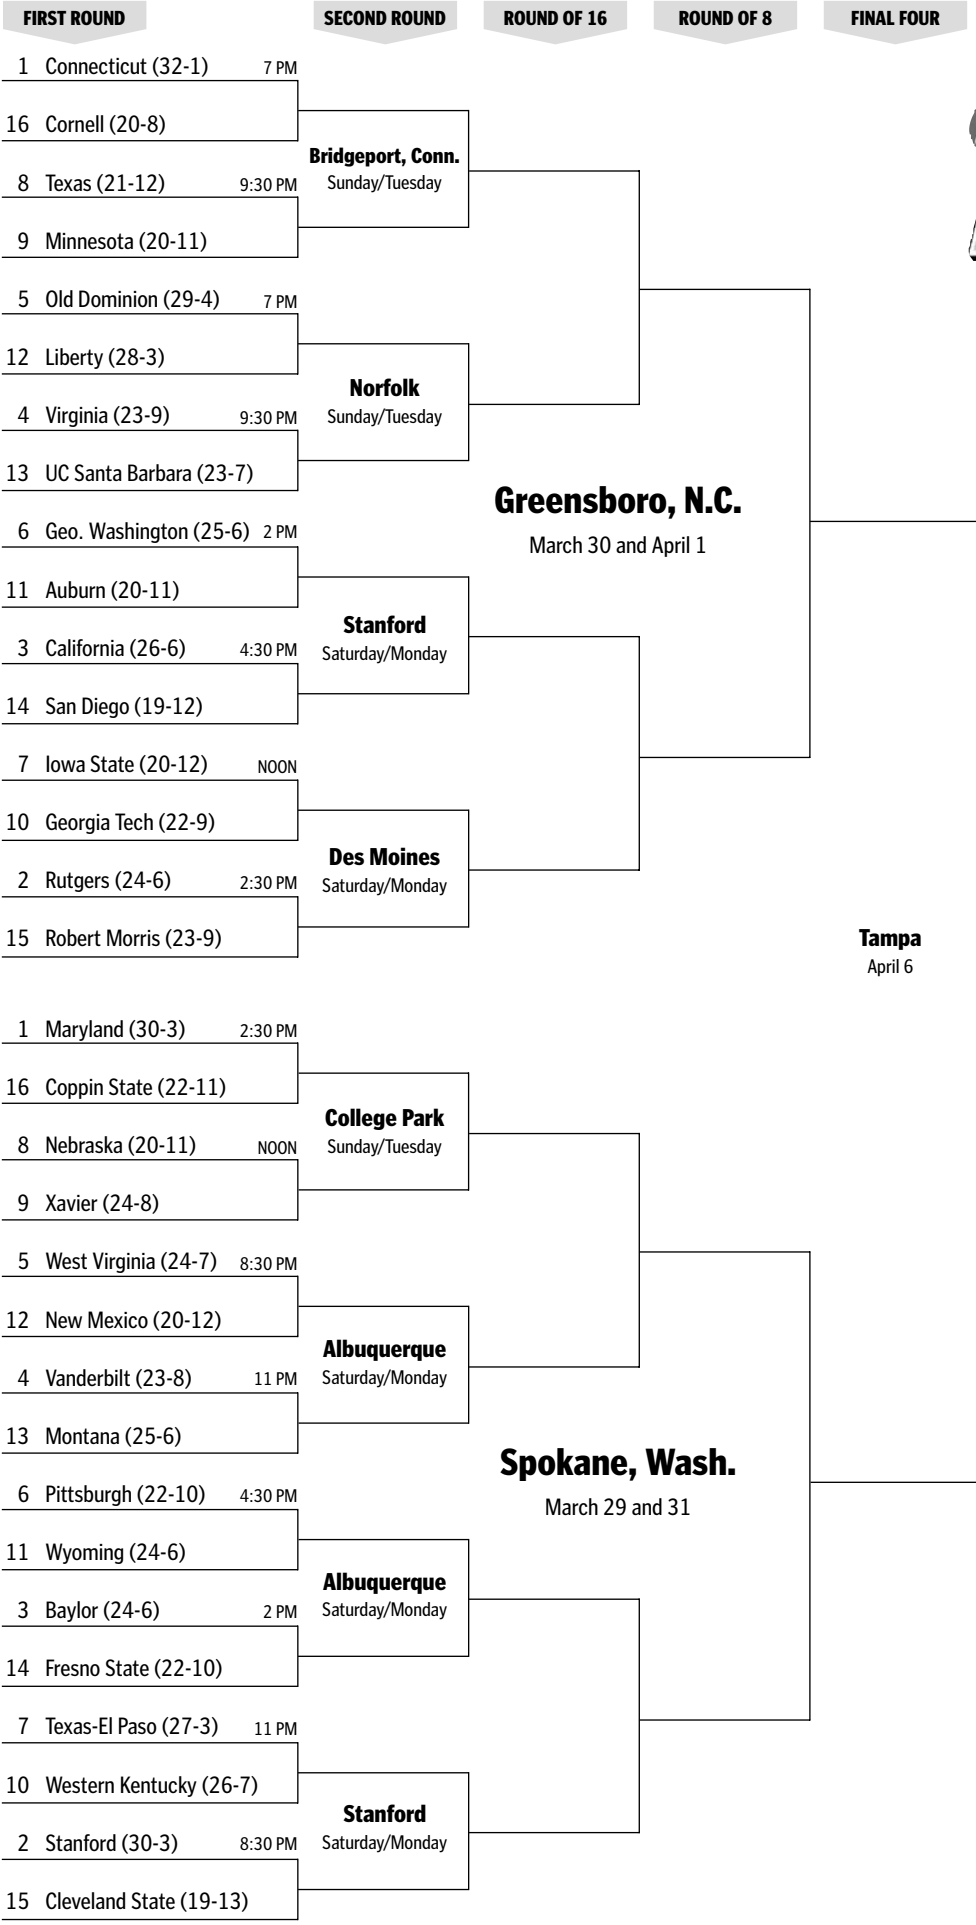 FIRST ROUND SECOND ROUND ROUND OF 16 ROUND OF 8 FINAL FOUR
1 Connecticut (32-1) 7 PM
16 Cornell (20-8)
Bridgeport, Conn.
Sunday/Tuesday
8 Texas (21-12) 9:30 PM
9 Minnesota (20-11)
5 Old Dominion (29-4) 7 PM
12 Liberty (28-3)
Norfolk
Sunday/Tuesday
4 Virginia (23-9) 9:30 PM
13 UC Santa Barbara (23-7)
Greensboro, N.C.
March 30 and April 1
6 Geo. Washington (25-6) 2 PM
11 Auburn (20-11)
Stanford
Saturday/Monday
3 California (26-6) 4:30 PM
14 San Diego (19-12)
7 Iowa State (20-12) NOON
10 Georgia Tech (22-9)
Des Moines
Saturday/Monday
2 Rutgers (24-6) 2:30 PM
15 Robert Morris (23-9)
Tampa
April 6
1 Maryland (30-3) 2:30 PM
16 Coppin State (22-11)
College Park
Sunday/Tuesday
8 Nebraska (20-11) NOON
9 Xavier (24-8)
5 West Virginia (24-7) 8:30 PM
12 New Mexico (20-12)
Albuquerque
Saturday/Monday
4 Vanderbilt (23-8) 11 PM
13 Montana (25-6)
Spokane, Wash.
March 29 and 31
6 Pittsburgh (22-10) 4:30 PM
11 Wyoming (24-6)
Albuquerque
Saturday/Monday
3 Baylor (24-6) 2 PM
14 Fresno State (22-10)
7 Texas-El Paso (27-3) 11 PM
10 Western Kentucky (26-7)
Stanford
Saturday/Monday
2 Stanford (30-3) 8:30 PM
15 Cleveland State (19-13)